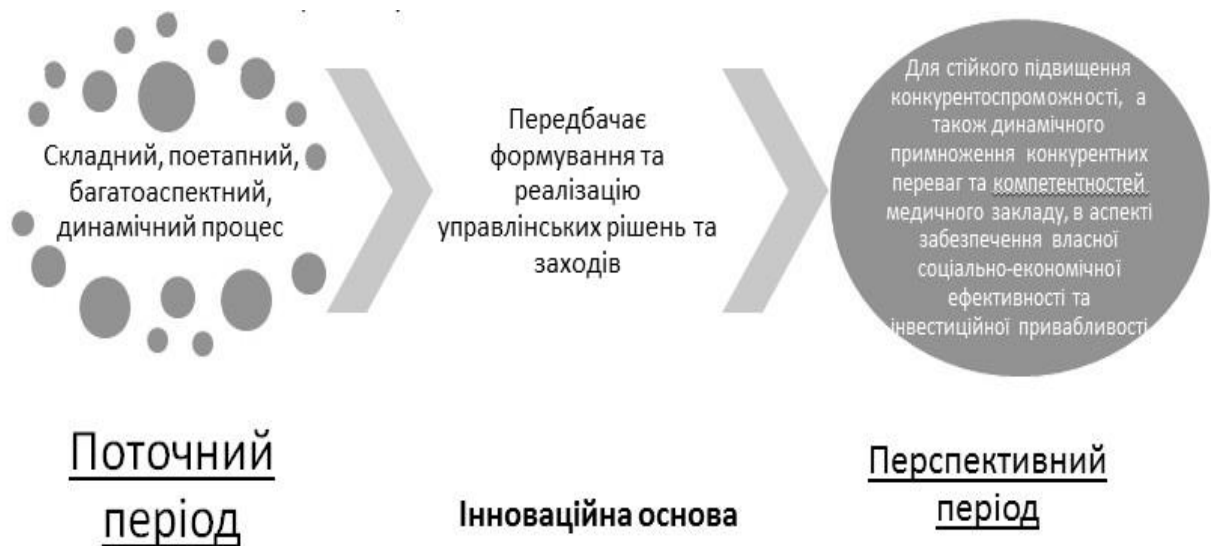 Складний, поетапний,
багатоаспектний,
динамічний процес
Передбачає
формування та
реалізацію
управлінських рішень та
заходів
Для стійкого підвищення
конкурентоспроможності, а
також динамічного
примноження конкурентних
переваг та компетентностей
медичного закладу, в аспекті
забезпечення власної
соціально-економічної
ефективності та
інвестиційної привабливості
Поточний
період
Інноваційна основа
Перспективний
період